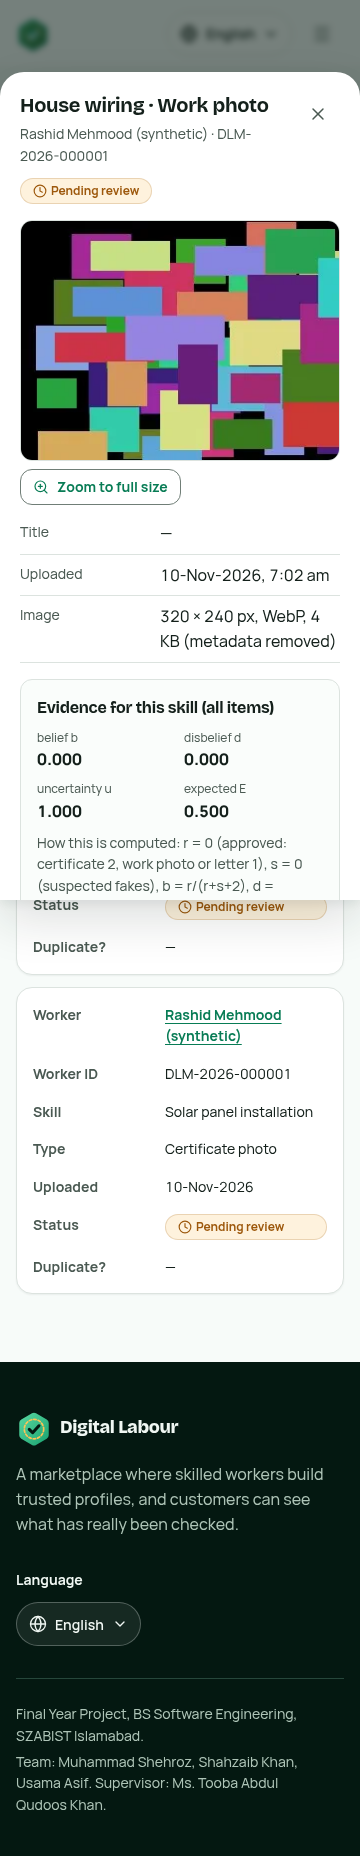 English
House wiring · Work photo
Rashid Mehmood (synthetic) · DLM-
2026-000001
Pending review
Zoom to full size
Title —
Uploaded 10-Nov-2026, 7:02 am
Image 320 × 240 px, WebP, 4
KB (metadata removed)
Evidence for this skill (all items)
belief b disbelief d
0.000 0.000
uncertainty u expected E
1.000 0.500
How this is computed: r = 0 (approved:
certificate 2, work photo or letter 1), s = 0
(suspected fakes), b = r/(r+s+2), d =
Status Pending review
Duplicate? —
Worker Rashid Mehmood
(synthetic)
Worker ID DLM-2026-000001
Skill Solar panel installation
Type Certificate photo
Uploaded 10-Nov-2026
Status Pending review
Duplicate? —
Digital Labour
A marketplace where skilled workers build
trusted profiles, and customers can see
what has really been checked.
Language
English
Final Year Project, BS Software Engineering,
SZABIST Islamabad.
Team: Muhammad Shehroz, Shahzaib Khan,
Usama Asif. Supervisor: Ms. Tooba Abdul
Qudoos Khan.